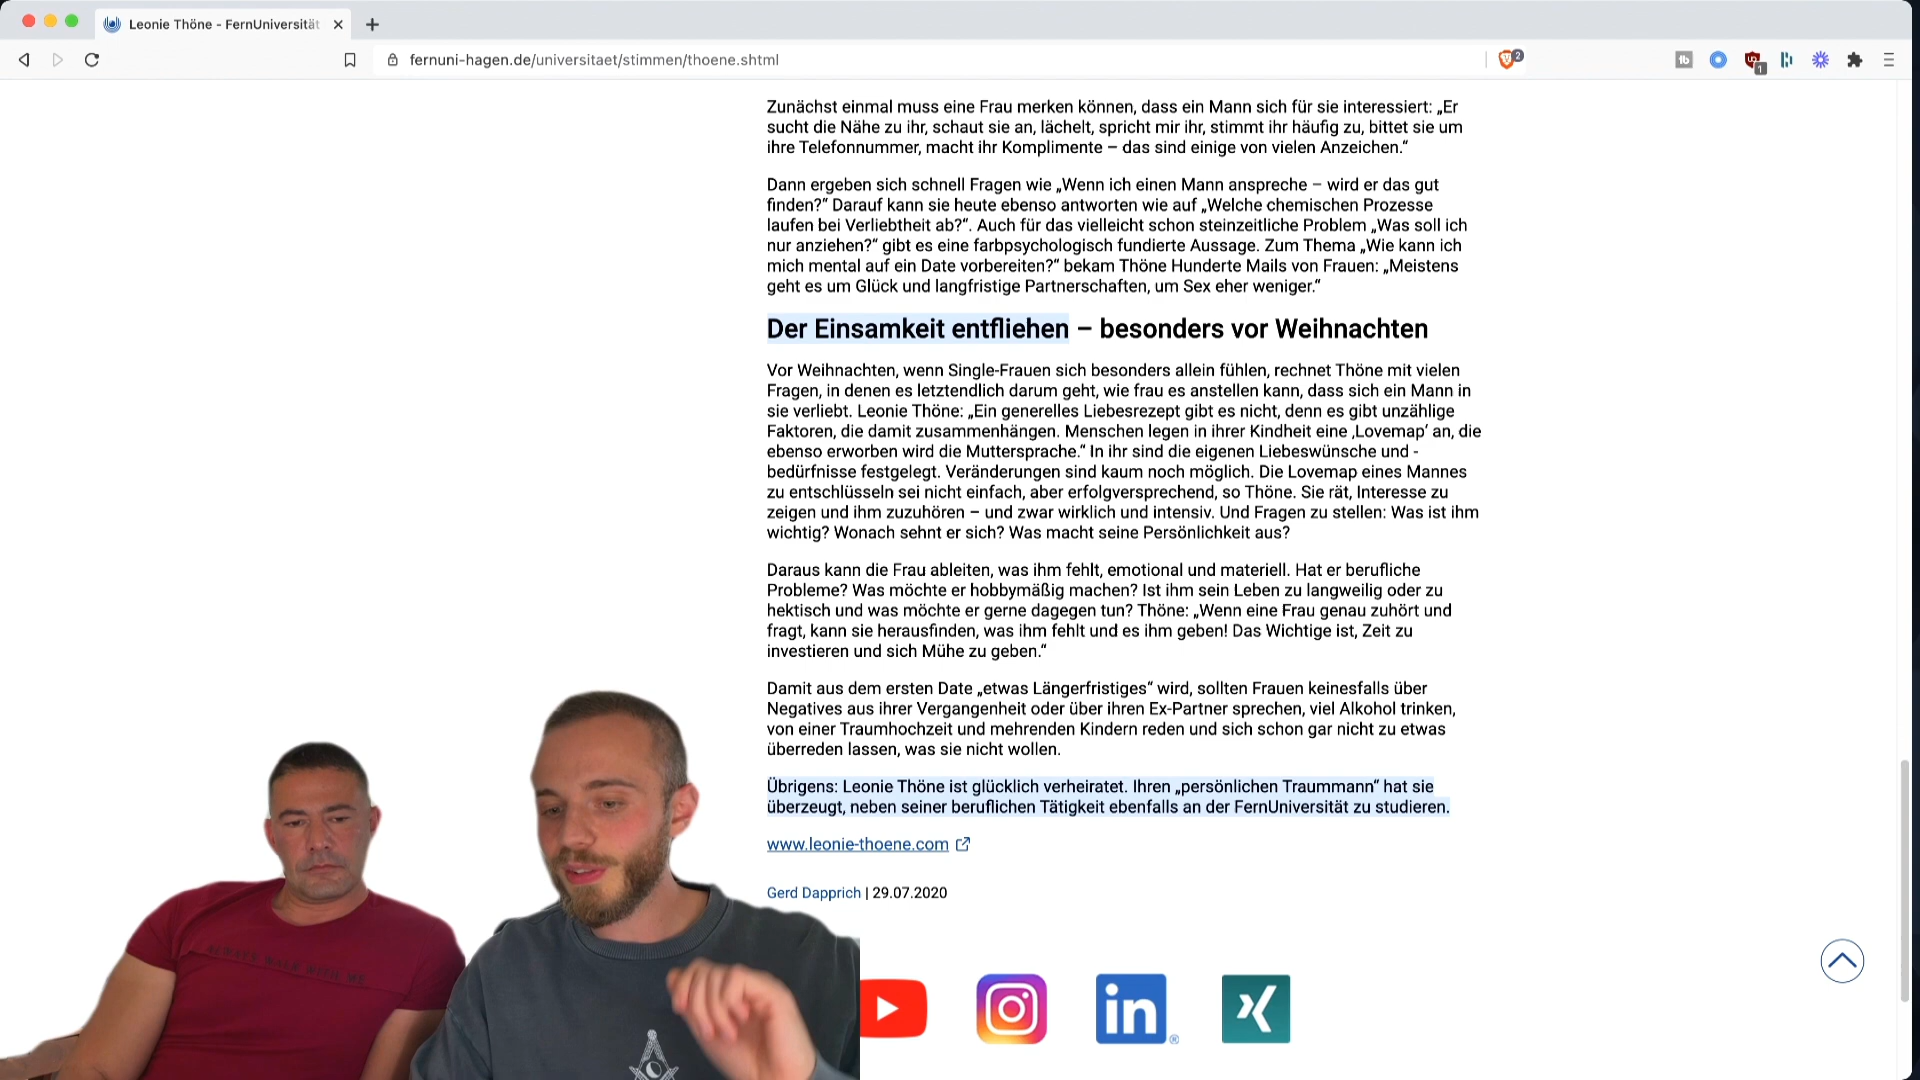 Leonie Thöne - FernUniversität
fernuni-hagen.de/universitaet/stimmen/thoene.shtml
2
1
Zunächst einmal muss eine Frau merken können, dass ein Mann sich für sie interessiert: „Er
sucht die Nähe zu ihr, schaut sie an, lächelt, spricht mir ihr, stimmt ihr häufig zu, bittet sie um
ihre Telefonnummer, macht ihr Komplimente – das sind einige von vielen Anzeichen.“
Dann ergeben sich schnell Fragen wie „Wenn ich einen Mann anspreche – wird er das gut
finden?“ Darauf kann sie heute ebenso antworten wie auf „Welche chemischen Prozesse
laufen bei Verliebtheit ab?“. Auch für das vielleicht schon steinzeitliche Problem „Was soll ich
nur anziehen?“ gibt es eine farbpsychologisch fundierte Aussage. Zum Thema „Wie kann ich
mich mental auf ein Date vorbereiten?“ bekam Thöne Hunderte Mails von Frauen: „Meistens
geht es um Glück und langfristige Partnerschaften, um Sex eher weniger.“
Der Einsamkeit entfliehen – besonders vor Weihnachten
Vor Weihnachten, wenn Single-Frauen sich besonders allein fühlen, rechnet Thöne mit vielen
Fragen, in denen es letztendlich darum geht, wie frau es anstellen kann, dass sich ein Mann in
sie verliebt. Leonie Thöne: „Ein generelles Liebesrezept gibt es nicht, denn es gibt unzählige
Faktoren, die damit zusammenhängen. Menschen legen in ihrer Kindheit eine ‚Lovemap‘ an, die
ebenso erworben wird die Muttersprache.“ In ihr sind die eigenen Liebeswünsche und -
bedürfnisse festgelegt. Veränderungen sind kaum noch möglich. Die Lovemap eines Mannes
zu entschlüsseln sei nicht einfach, aber erfolgversprechend, so Thöne. Sie rät, Interesse zu
zeigen und ihm zuzuhören – und zwar wirklich und intensiv. Und Fragen zu stellen: Was ist ihm
wichtig? Wonach sehnt er sich? Was macht seine Persönlichkeit aus?
Daraus kann die Frau ableiten, was ihm fehlt, emotional und materiell. Hat er berufliche
Probleme? Was möchte er hobbymäßig machen? Ist ihm sein Leben zu langweilig oder zu
hektisch und was möchte er gerne dagegen tun? Thöne: „Wenn eine Frau genau zuhört und
fragt, kann sie herausfinden, was ihm fehlt und es ihm geben! Das Wichtige ist, Zeit zu
investieren und sich Mühe zu geben.“
Damit aus dem ersten Date „etwas Längerfristiges“ wird, sollten Frauen keinesfalls über
Negatives aus ihrer Vergangenheit oder über ihren Ex-Partner sprechen, viel Alkohol trinken,
von einer Traumhochzeit und mehrenden Kindern reden und sich schon gar nicht zu etwas
überreden lassen, was sie nicht wollen.
Übrigens: Leonie Thöne ist glücklich verheiratet. Ihren „persönlichen Traummann“ hat sie
überzeugt, neben seiner beruflichen Tätigkeit ebenfalls an der FernUniversität zu studieren.
www.leonie-thoene.com
Gerd Dapprich | 29.07.2020
ALWAYS WALK WITH ME
in